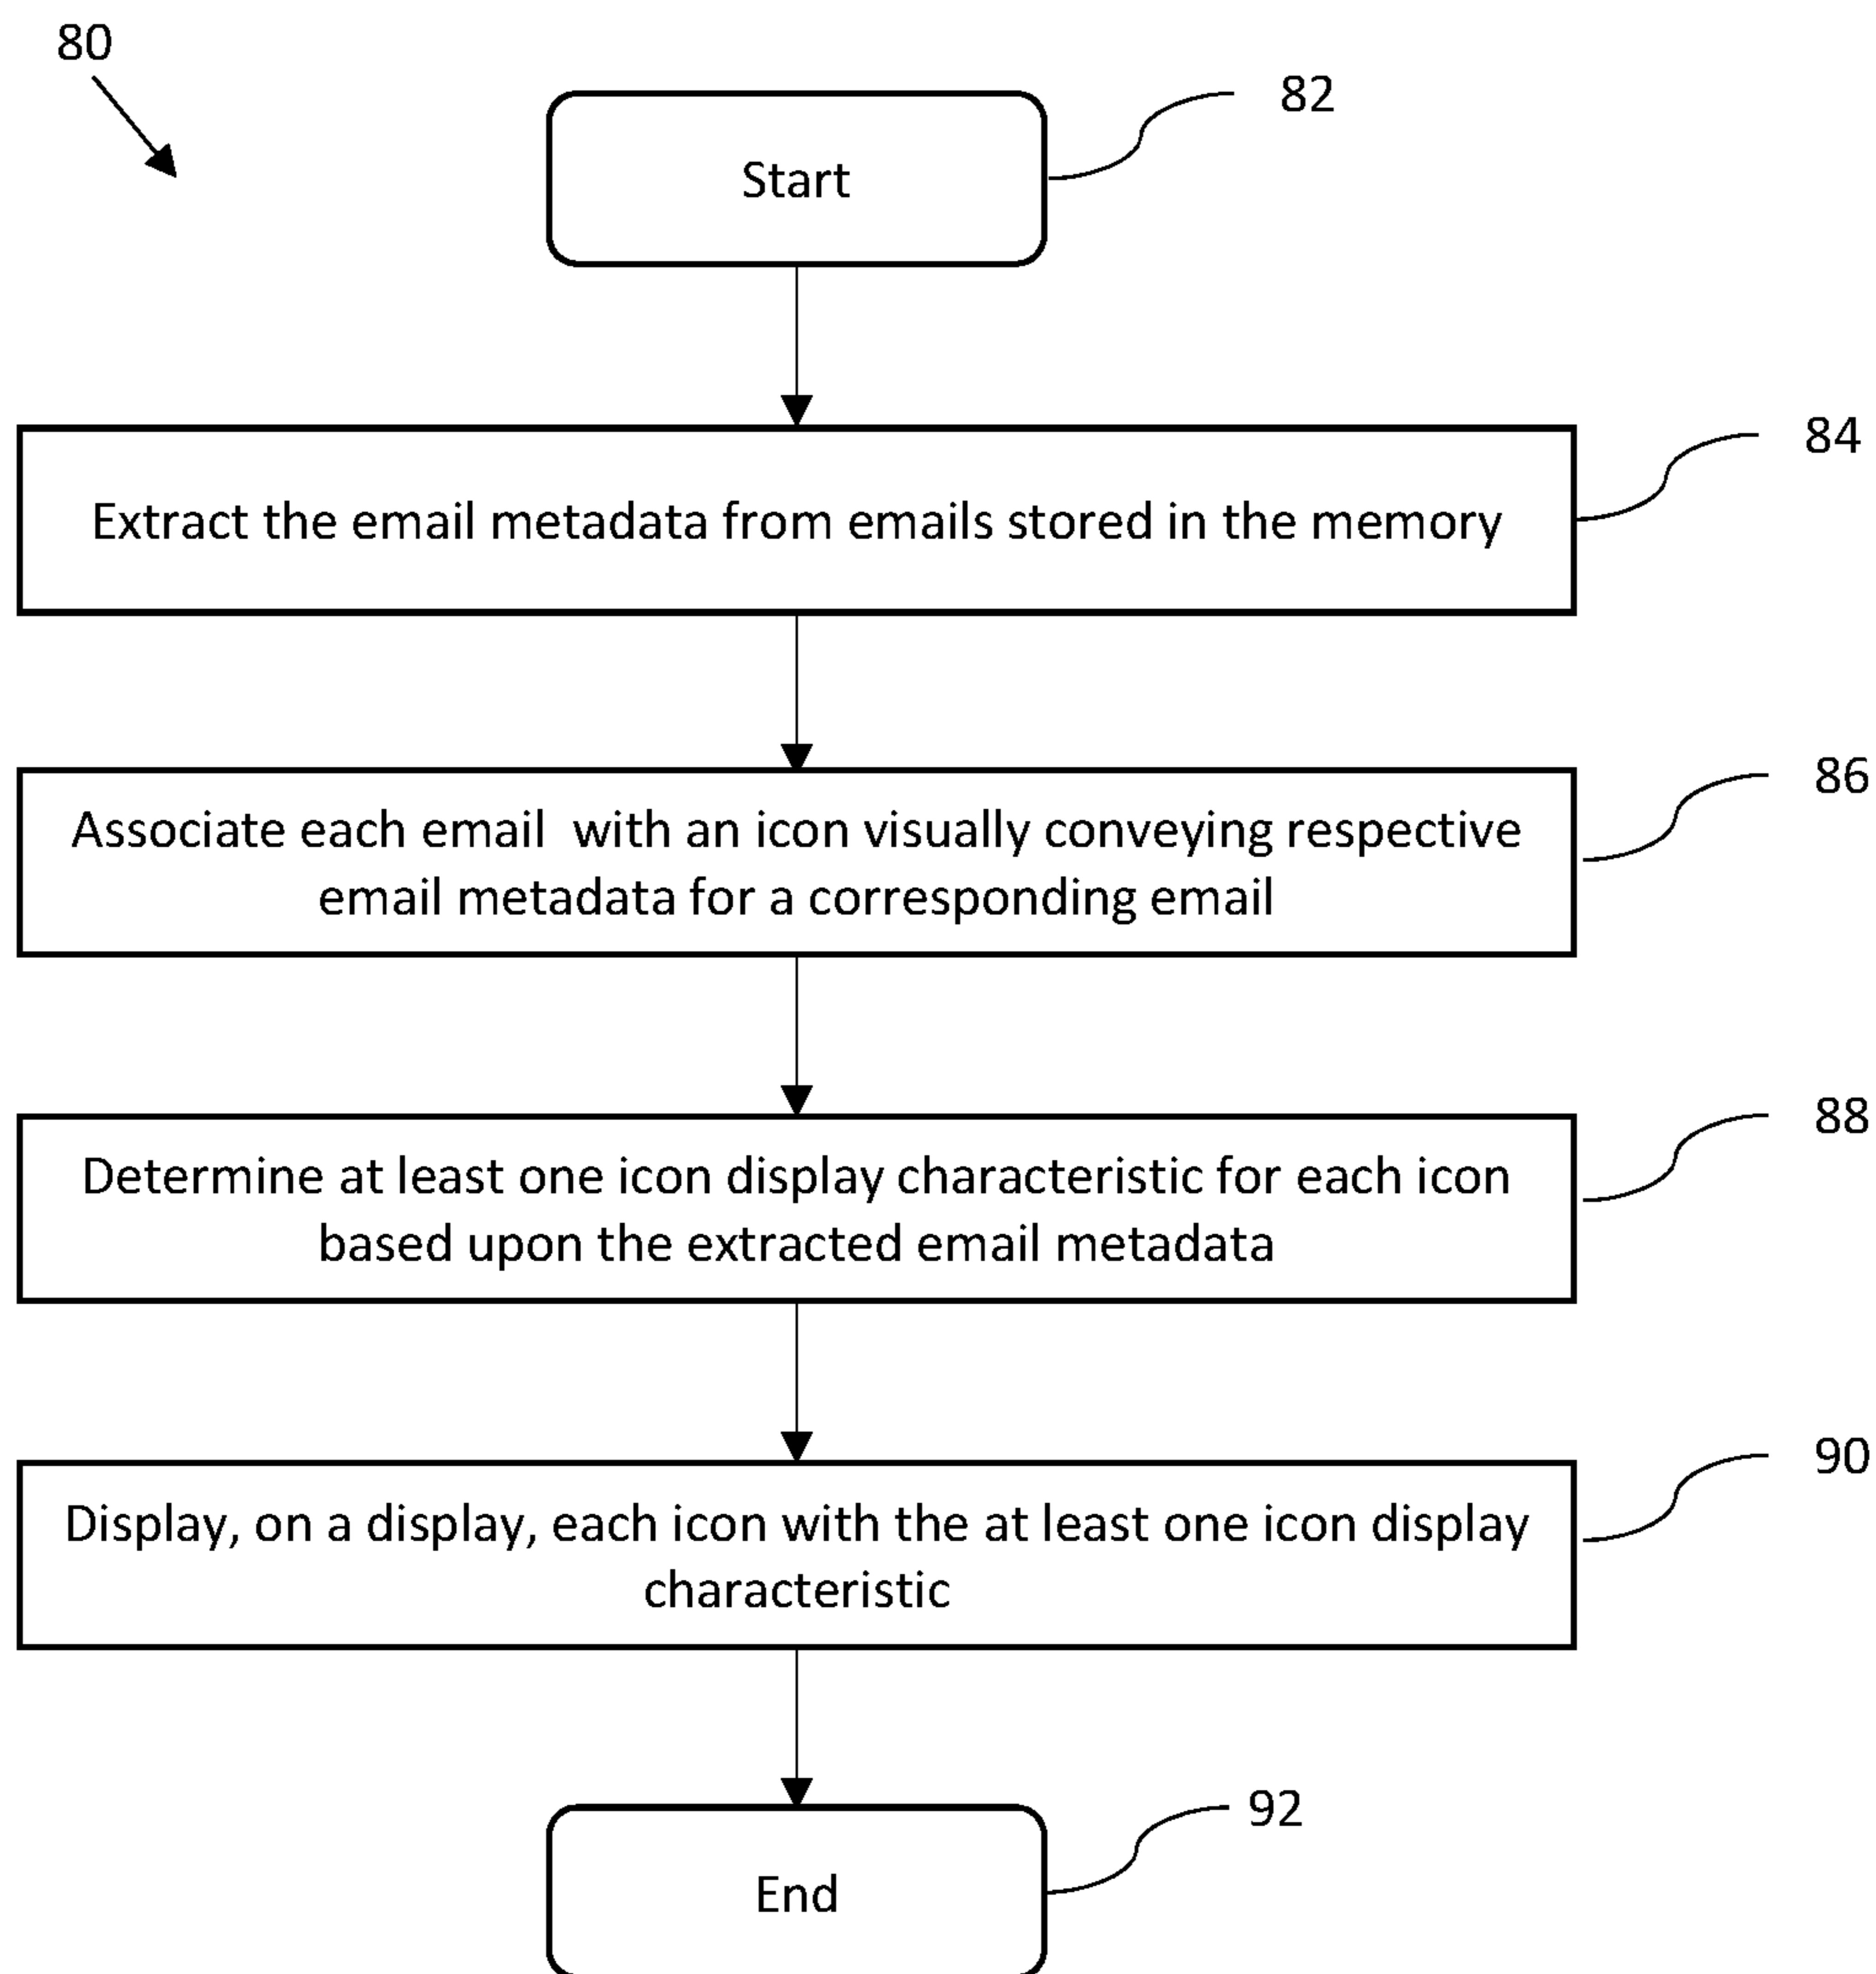 80
82
Start
84
Extract the email metadata from emails stored in the memory
86
Associate each email  with an icon visually conveying respective
email metadata for a corresponding email
88
Determine at least one icon display characteristic for each icon
based upon the extracted email metadata
90
Display, on a display, each icon with the at least one icon display
characteristic
92
End